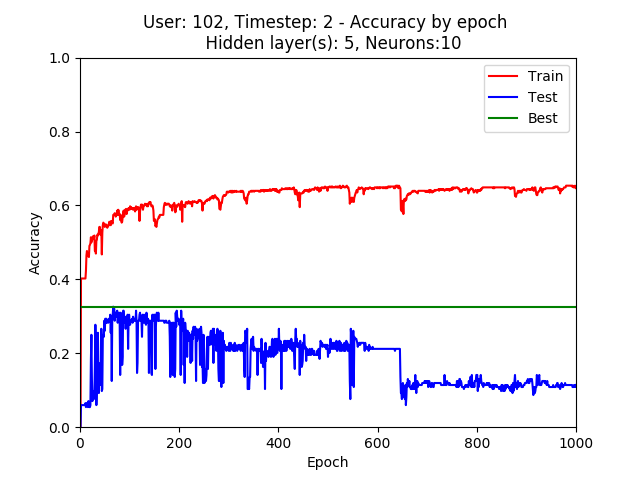 User: 102, Timestep: 2 - Accuracy by epoch
Hidden layer(s): 5, Neurons:10
1.0
0.8
0.6
0.4
0.2
0.0
Accuracy
Train
Test
Best
0 200 400 600 800 1000
Epoch